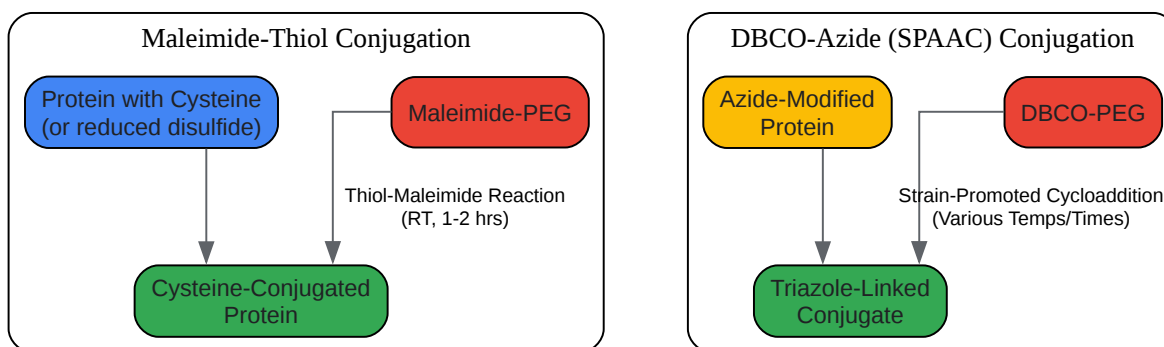 Maleimide-Thiol Conjugation
Protein with Cysteine
(or reduced disulfide)
Maleimide-PEG
Thiol-Maleimide Reaction
(RT, 1-2 hrs)
Cysteine-Conjugated
Protein
DBCO-Azide (SPAAC) Conjugation
Azide-Modified
Protein
DBCO-PEG
Strain-Promoted Cycloaddition
(Various Temps/Times)
Triazole-Linked
Conjugate